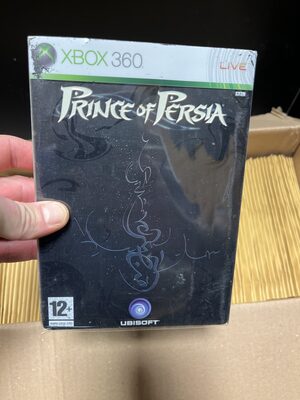 XBOX 360
LIVE
PRINCE OF PERSIA
12+
UBISOFT